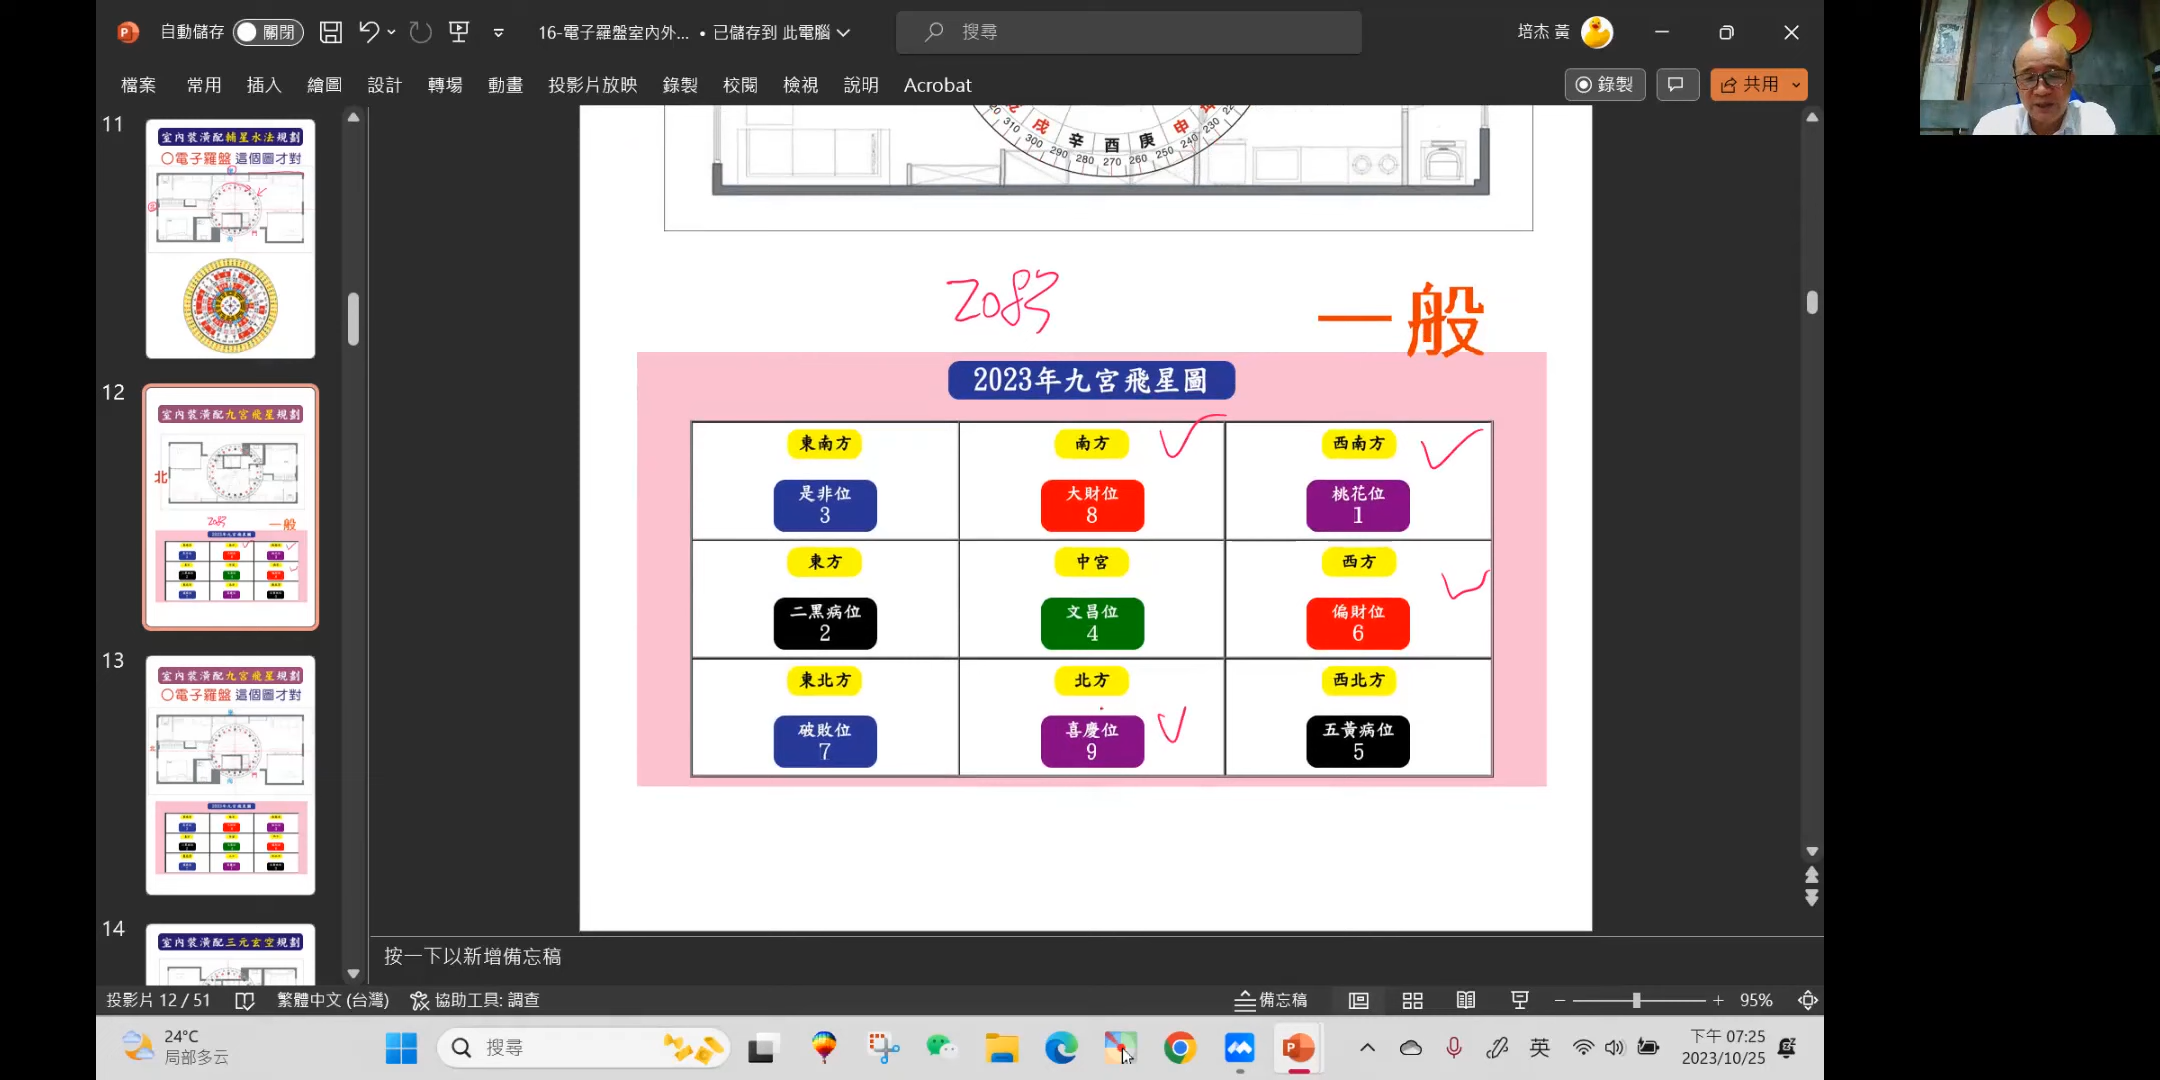 自動儲存 關閉
16-電子羅盤室內外... • 已儲存到 此電腦
搜尋
培杰 黃
檔案 常用 插入 繪圖 設計 轉場 動畫 投影片放映 錄製 校閱 檢視 說明 Acrobat
錄製 共用
11
室內裝潢配輔星水法規劃
〇電子羅盤 這個圖才對
12
室內裝潢配九宮飛星規劃
北
一般
13
室內裝潢配九宮飛星規劃
〇電子羅盤 這個圖才對
14
室內裝潢配三元玄空規劃
戌 辛 酉 庚 申
310 300 290 280 270 260 250 240 230
一般
2023年九宮飛星圖
東南方 南方 西南方
是非位 大財位 桃花位
3 8 1
東方 中宮 西方
二黑病位 文昌位 偏財位
2 4 6
東北方 北方 西北方
破敗位 喜慶位 五黃病位
7 9 5
按一下以新增備忘稿
投影片 12 / 51 繁體中文 (台灣) 協助工具: 調查 備忘稿 95%
24°C
局部多云
搜尋
英
下午 07:25
2023/10/25